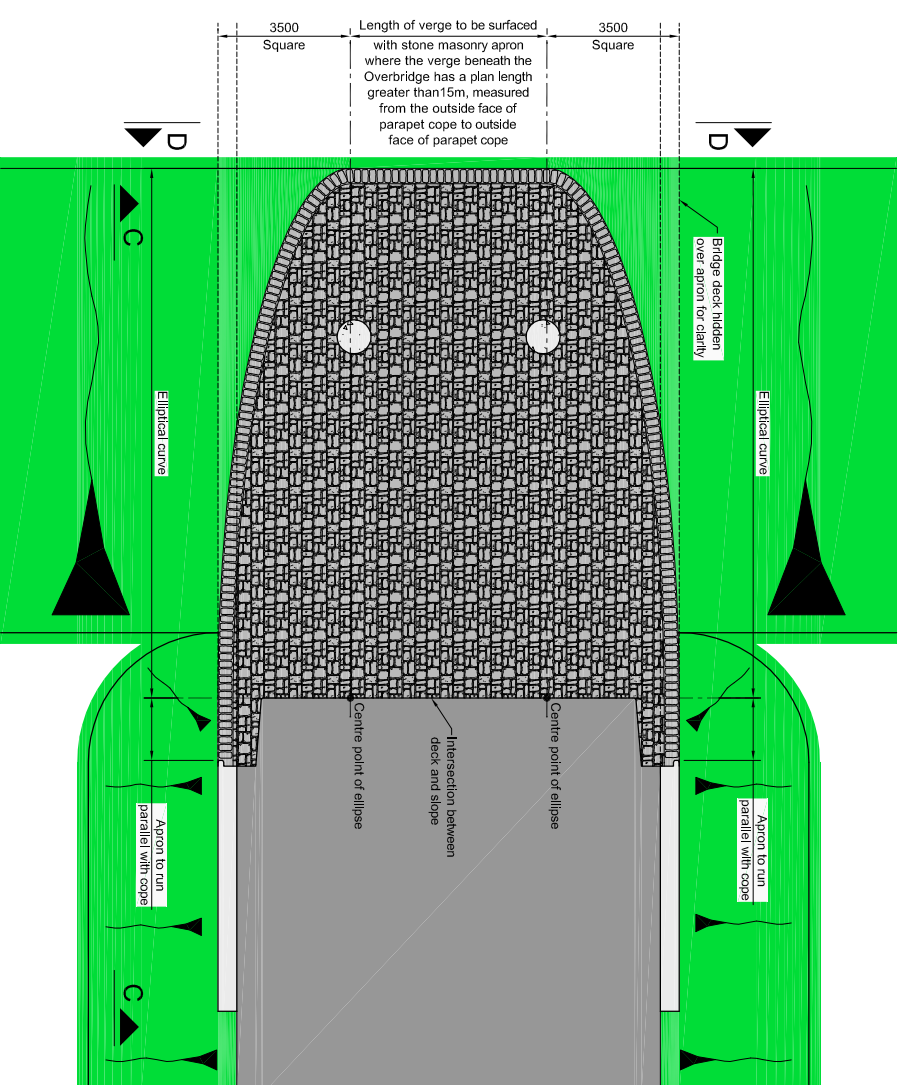 3500
Square
Length of verge to be surfaced
with stone masonry apron
where the verge beneath the
Overbridge has a plan length
greater than15m, measured
from the outside face of
parapet cope to outside
face of parapet cope
3500
Square
D
D
C
Bridge deck hidden
over apron for clarity
Elliptical curve
Elliptical curve
Centre point of ellipse
Intersection between
deck and slope
Centre point of ellipse
Apron to run
parallel with cope
Apron to run
parallel with cope
C